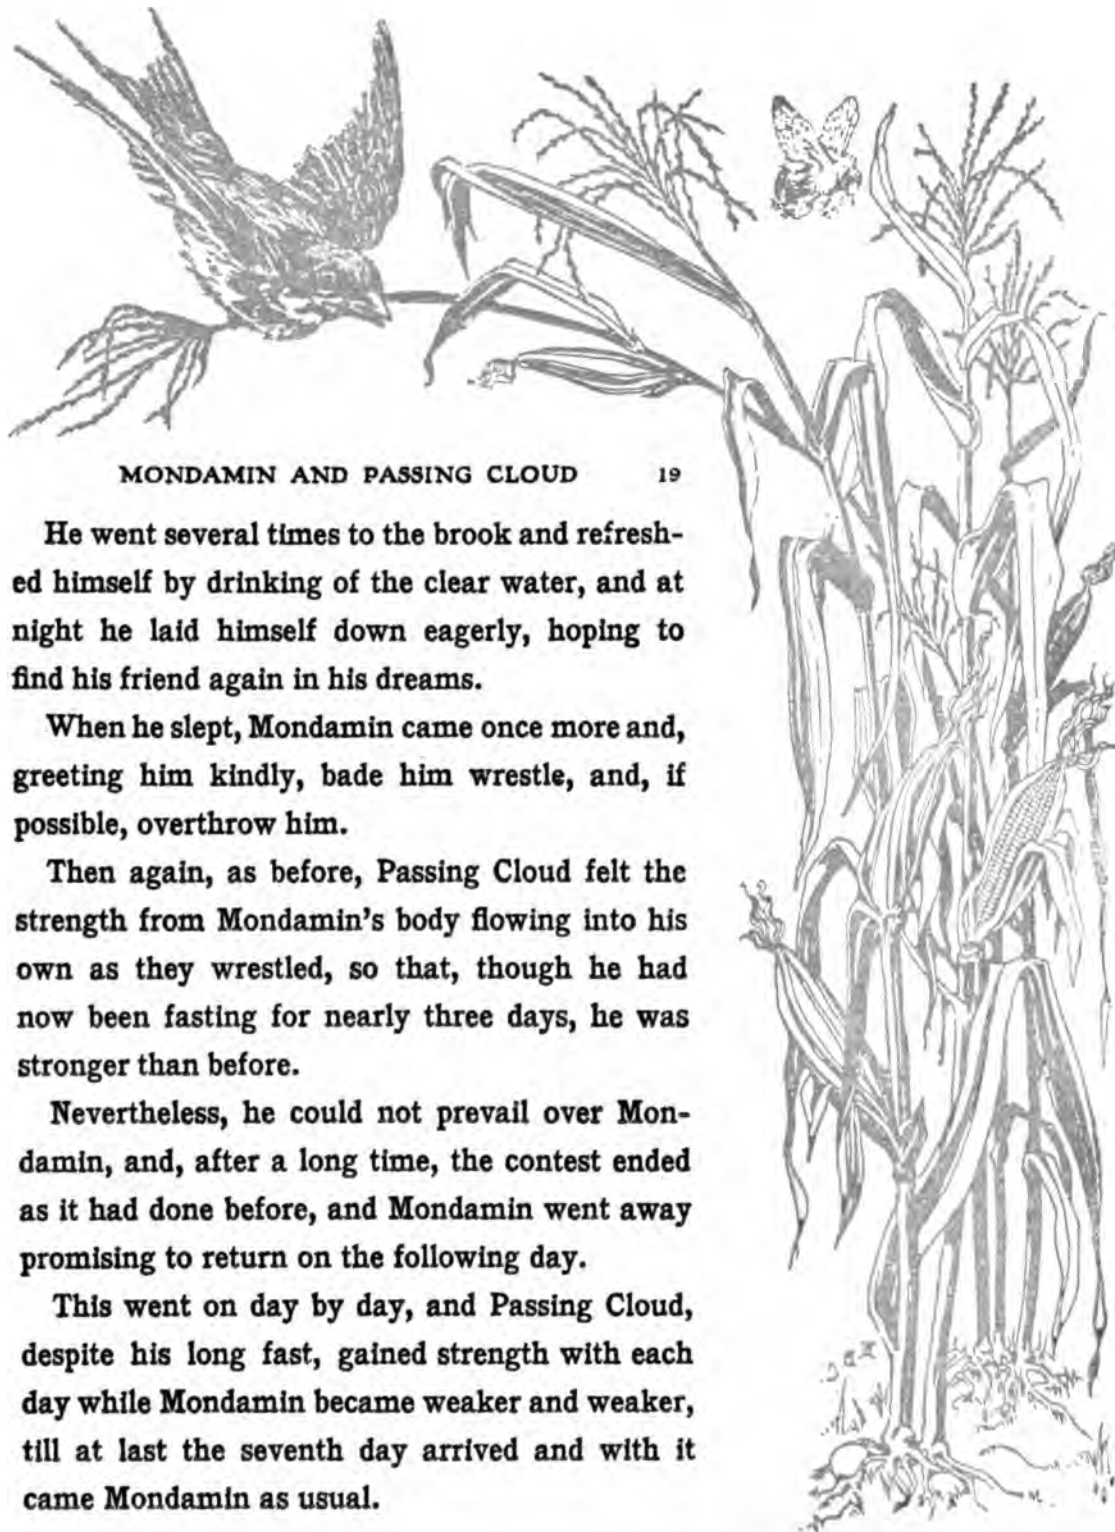 MONDAMIN AND PASSING CLOUD 19
He went several times to the brook and refresh-
ed himself by drinking of the clear water, and at
night he laid himself down eagerly, hoping to
find his friend again in his dreams.
When he slept, Mondamin came once more and,
greeting him kindly, bade him wrestle, and, if
possible, overthrow him.
Then again, as before, Passing Cloud felt the
strength from Mondamin's body flowing into his
own as they wrestled, so that, though he had
now been fasting for nearly three days, he was
stronger than before.
Nevertheless, he could not prevail over Mon-
damin, and, after a long time, the contest ended
as it had done before, and Mondamin went away
promising to return on the following day.
This went on day by day, and Passing Cloud,
despite his long fast, gained strength with each
day while Mondamin became weaker and weaker,
till at last the seventh day arrived and with it
came Mondamin as usual.